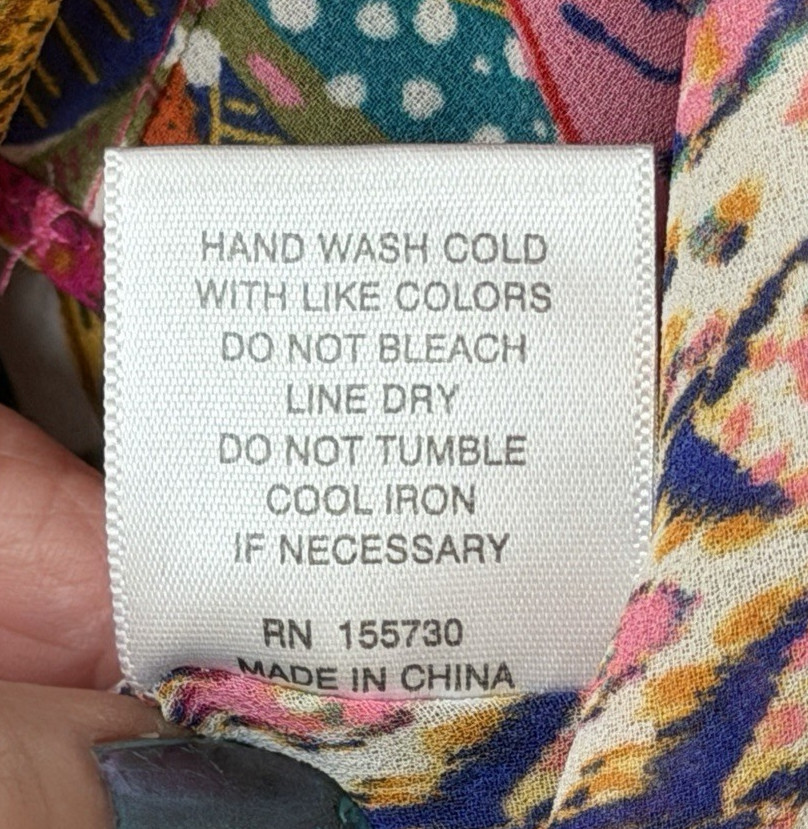 HAND WASH COLD
WITH LIKE COLORS
DO NOT BLEACH
LINE DRY
DO NOT TUMBLE
COOL IRON
IF NECESSARY
RN 155730
MADE IN CHINA